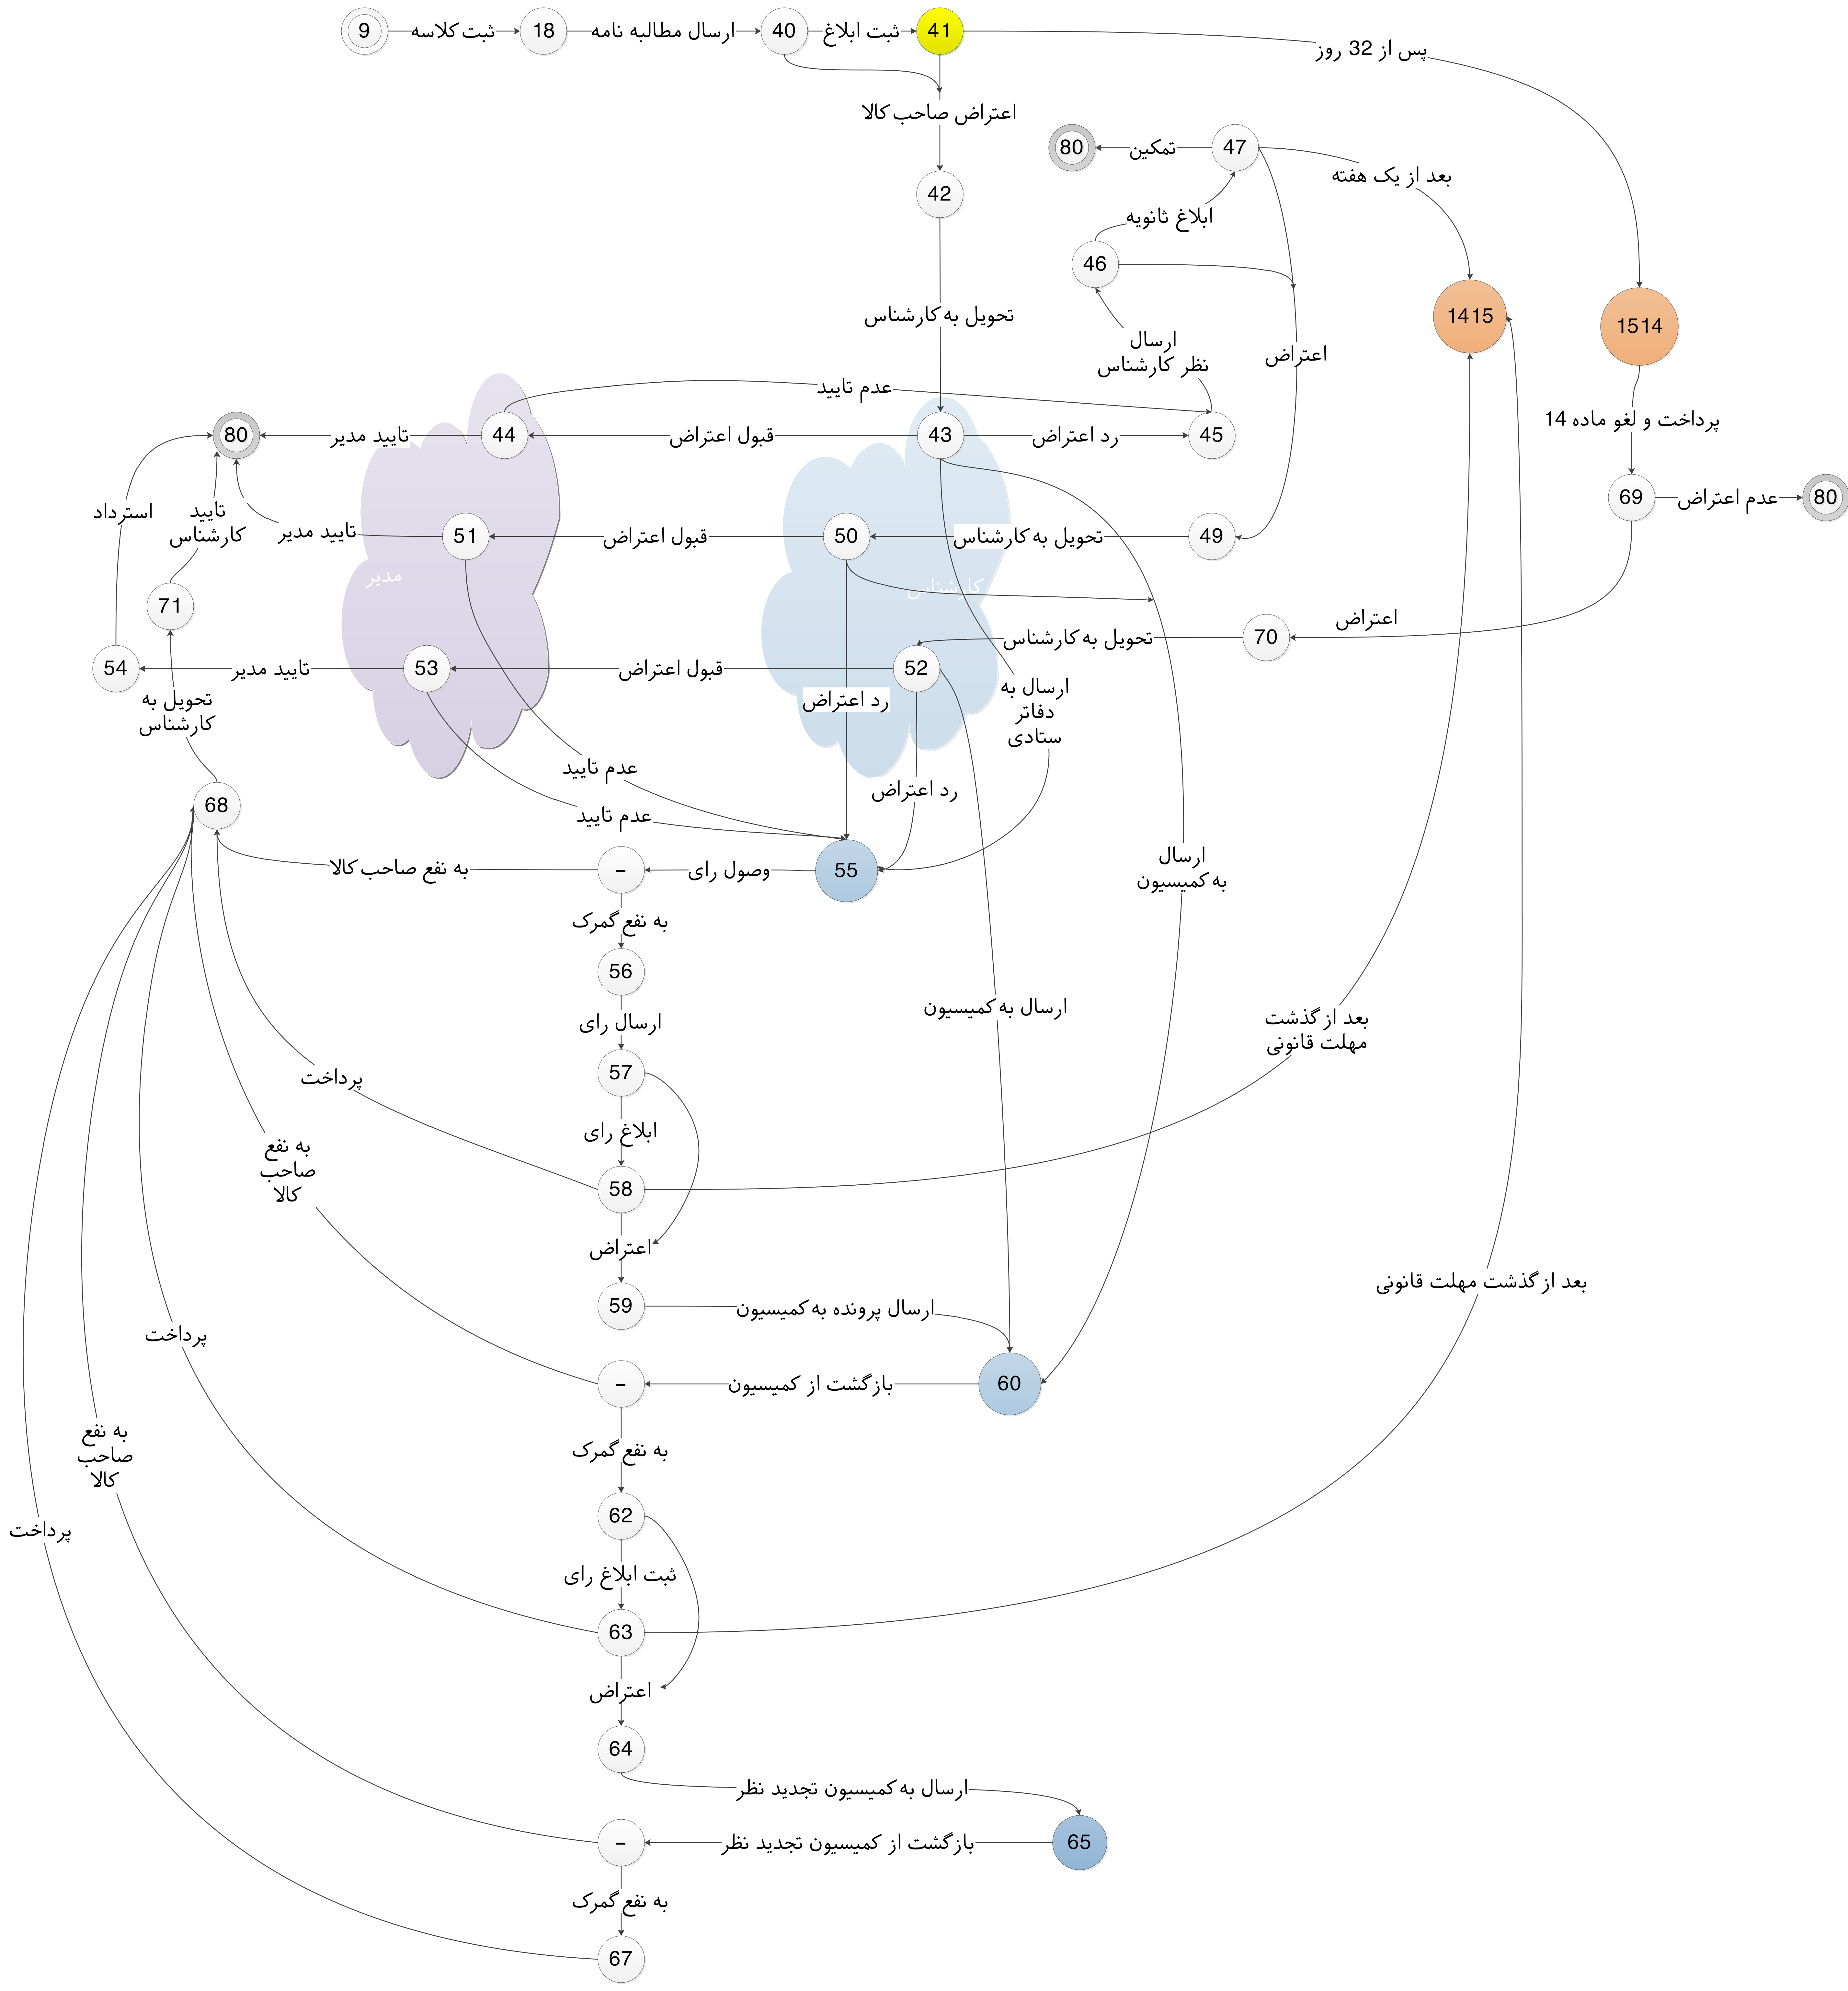 9
ثبت کلاسه
18
ارسال مطالبه نامه
40
ثبت ابلاغ
41
پس از 32 روز
اعتراض صاحب کالا
80
تمکین
47
بعد از یک هفته
42
ابلاغ ثانویه
46
تحویل به کارشناس
1415
1514
ارسال
نظر کارشناس
اعتراض
عدم تایید
پرداخت و لغو ماده 14
80
تایید مدیر
44
قبول اعتراض
43
رد اعتراض
45
69
عدم اعتراض
80
استرداد
تایید
کارشناس
تایید مدیر
51
قبول اعتراض
50
تحویل به کارشناس
49
مدیر
کارشناس
71
اعتراض
70
تحویل به کارشناس
54
تایید مدیر
53
قبول اعتراض
52
تحویل به
کارشناس
رد اعتراض
ارسال به
دفاتر
ستادی
عدم تایید
رد اعتراض
68
عدم تایید
به نفع صاحب کالا
–
وصول رای
55
ارسال
به کمیسیون
به نفع گمرک
56
ارسال به کمیسیون
ارسال رای
بعد از گذشت
مهلت قانونی
57
پرداخت
ابلاغ رای
به نفع
صاحب
کالا
58
اعتراض
بعد از گذشت مهلت قانونی
59
ارسال پرونده به کمیسیون
پرداخت
–
بازگشت از کمیسیون
60
به نفع
صاحب
کالا
به نفع گمرک
62
پرداخت
ثبت ابلاغ رای
63
اعتراض
64
ارسال به کمیسیون تجدید نظر
–
بازگشت از کمیسیون تجدید نظر
65
به نفع گمرک
67